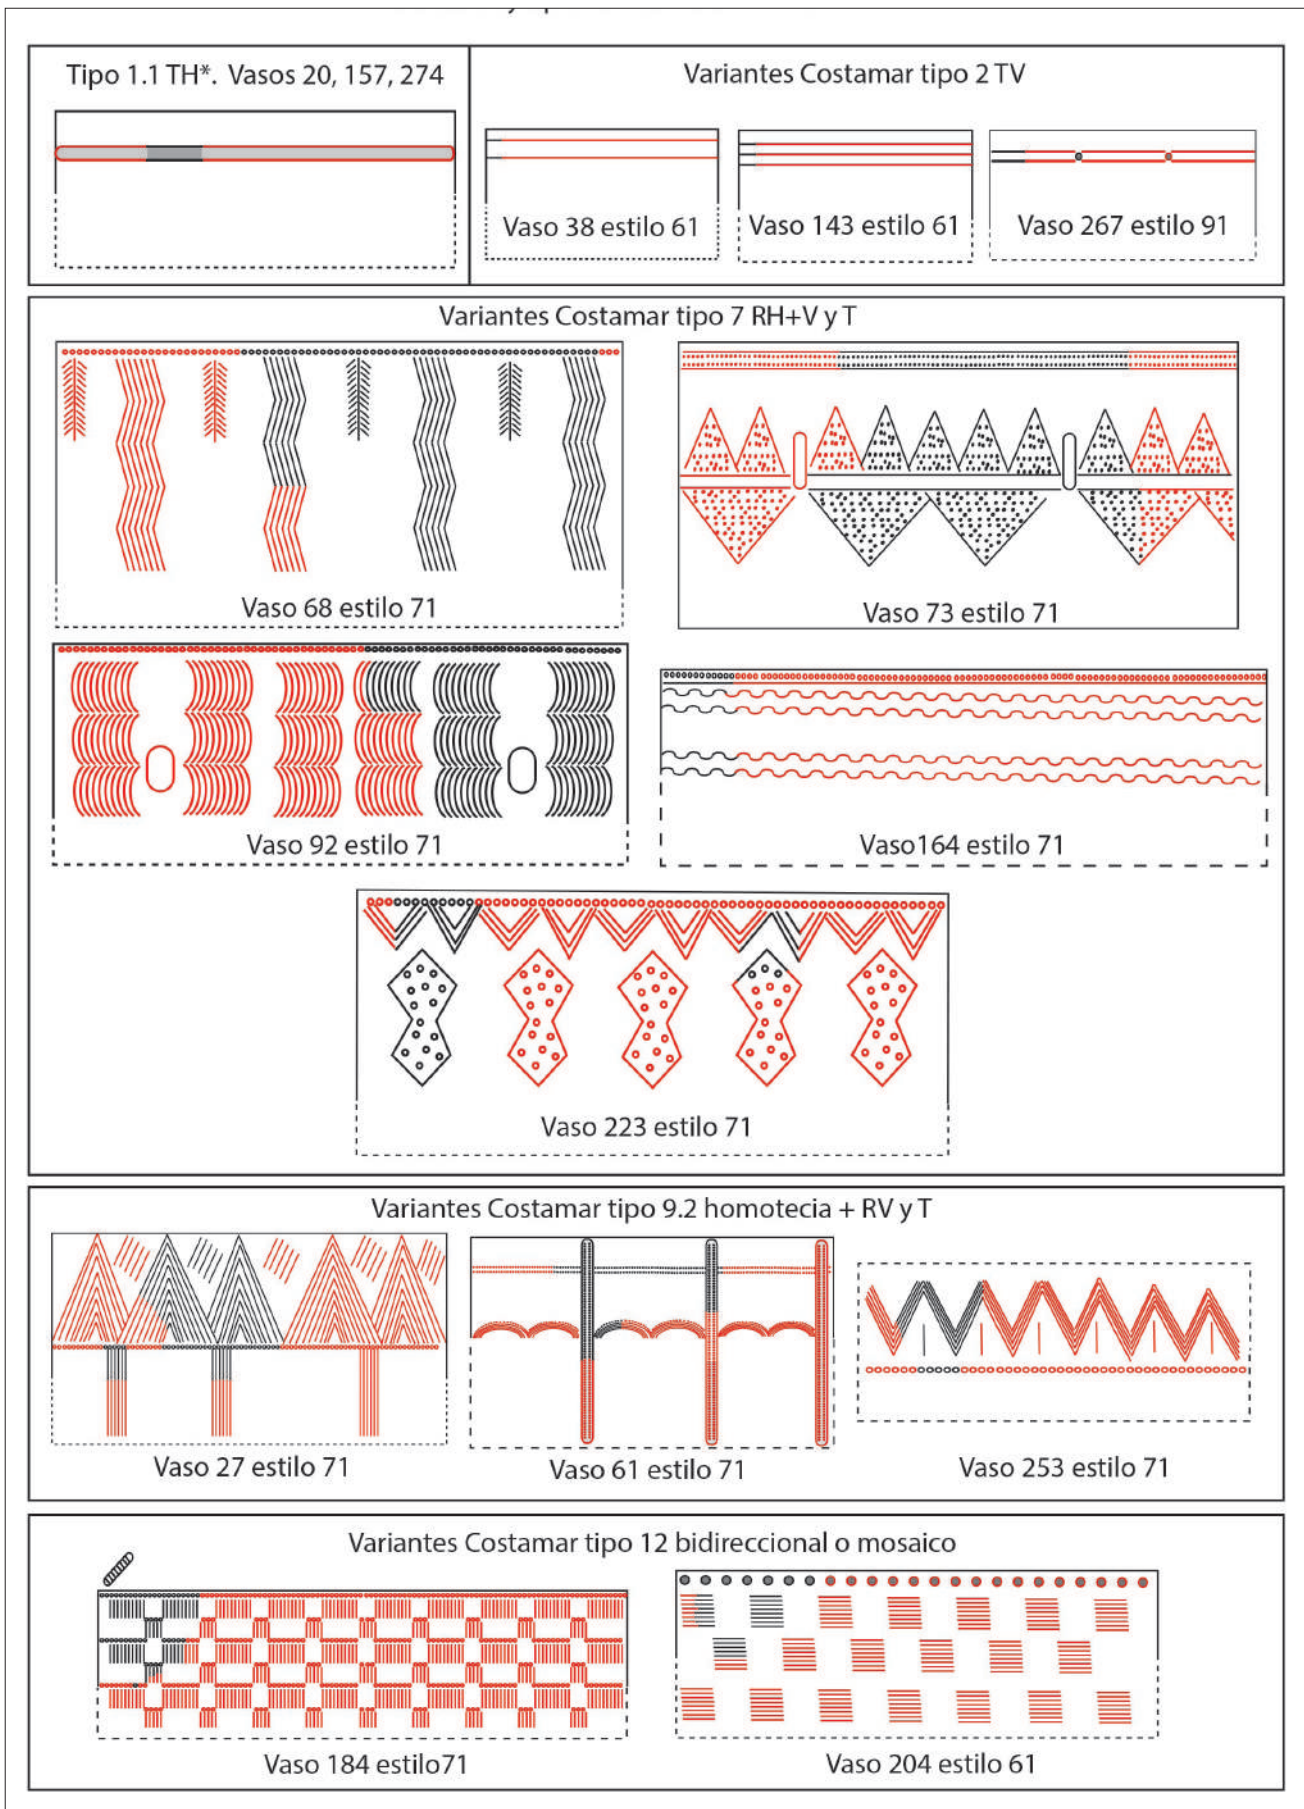 Tipo 1.1 TH*. Vasos 20, 157, 274
Variantes Costamar tipo 2 TV
Vaso 38 estilo 61
Vaso 143 estilo 61
Vaso 267 estilo 91
Variantes Costamar tipo 7 RH+V y T
Vaso 68 estilo 71
Vaso 73 estilo 71
Vaso 92 estilo 71
Vaso164 estilo 71
Vaso 223 estilo 71
Variantes Costamar tipo 9.2 homotecia + RV y T
Vaso 27 estilo 71
Vaso 61 estilo 71
Vaso 253 estilo 71
Variantes Costamar tipo 12 bidireccional o mosaico
Vaso 184 estilo71
Vaso 204 estilo 61